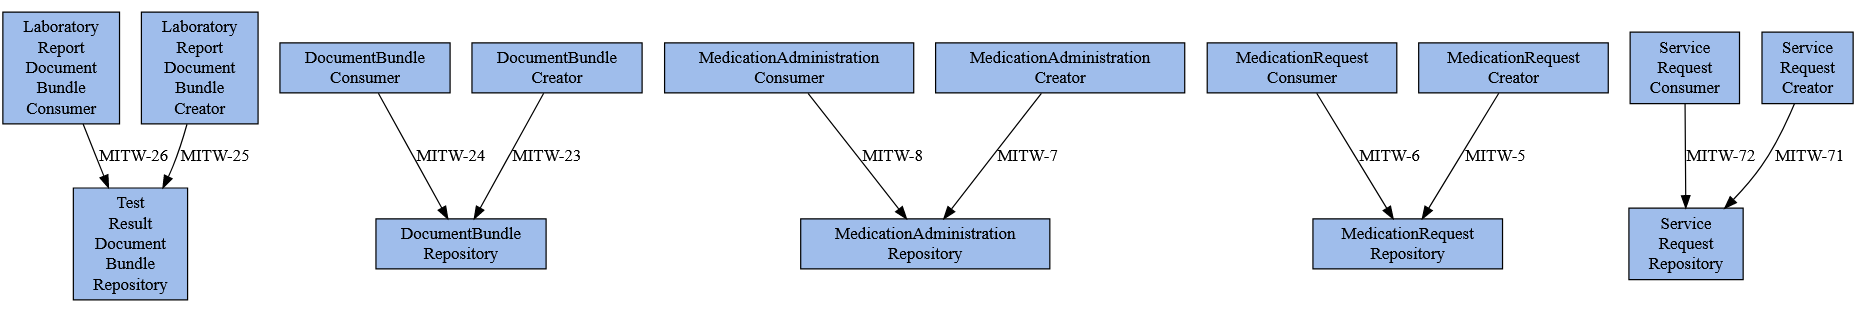 Laboratory
Report
Document
Bundle
Consumer
Laboratory
Report
Document
Bundle
Creator
MITW-26
MITW-25
Test
Result
Document
Bundle
Repository
DocumentBundle
Consumer
DocumentBundle
Creator
MITW-24
MITW-23
DocumentBundle
Repository
MedicationAdministration
Consumer
MedicationAdministration
Creator
MITW-8
MITW-7
MedicationAdministration
Repository
MedicationRequest
Consumer
MedicationRequest
Creator
MITW-6
MITW-5
MedicationRequest
Repository
Service
Request
Consumer
Service
Request
Creator
MITW-72
MITW-71
Service
Request
Repository